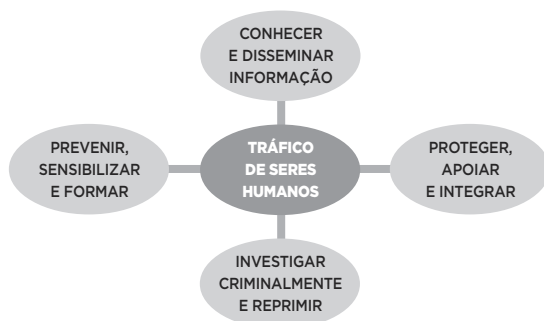 CONHECER
E DISSEMINAR
INFORMAÇÃO
PREVENIR,
SENSIBILIZAR
E FORMAR
TRÁFICO
DE SERES
HUMANOS
PROTEGER,
APOIAR
E INTEGRAR
INVESTIGAR
CRIMINALMENTE
E REPRIMIR